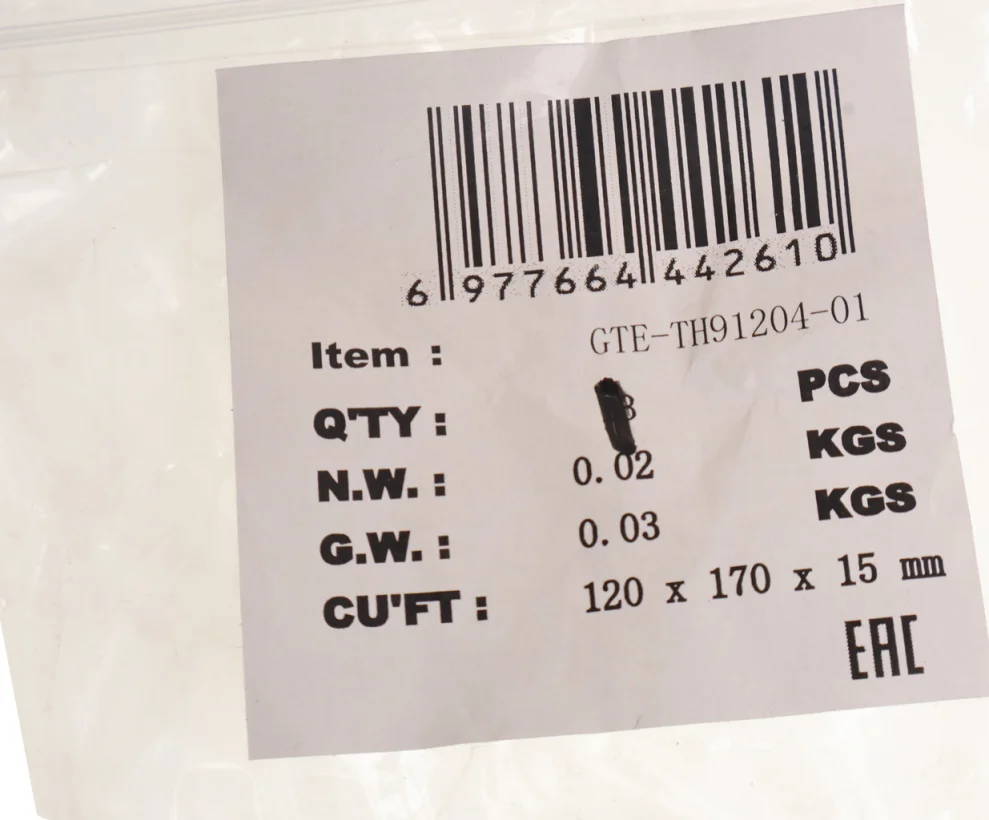 6 977664 442610
Item : GTE-TH91204-01
Q'TY : PCS
N.W. : 0.02 KGS
G.W. : 0.03 KGS
CU'FT : 120 x 170 x 15 mm
EAC